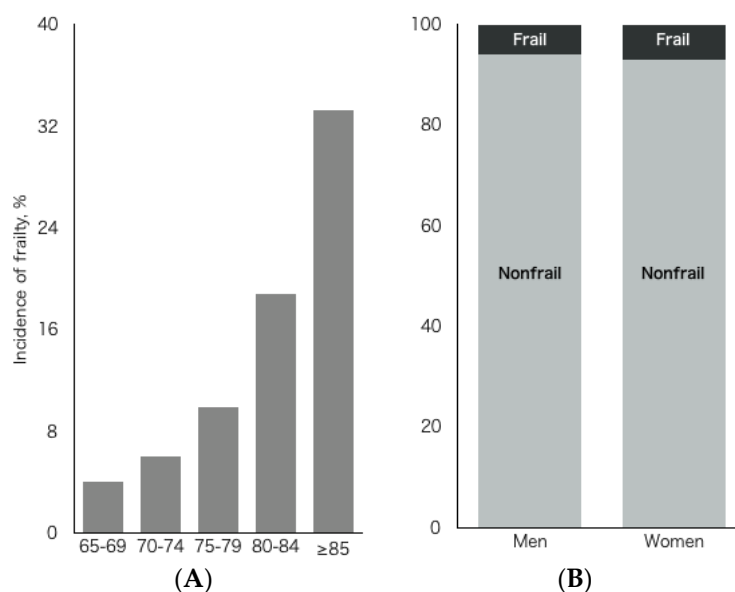 40
32
24
16
8
0
Incidence of frailty, %
65-69 70-74 75-79 80-84 ≥85
(A)
100
80
60
40
20
0
Frail Frail
Nonfrail Nonfrail
Men Women
(B)